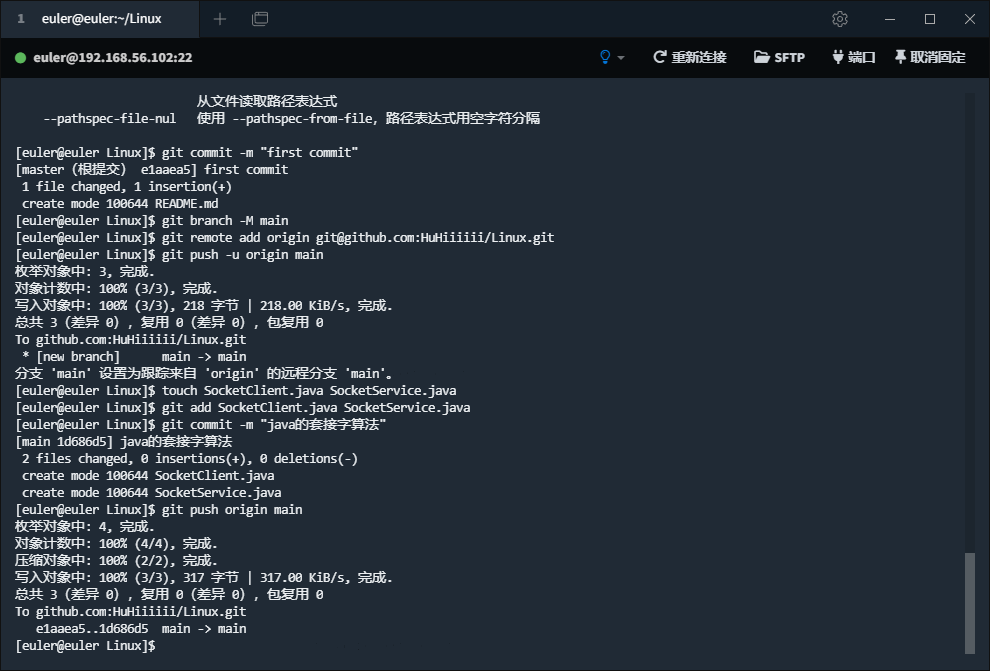 1 euler@euler:~/Linux
euler@192.168.56.102:22 重新连接 SFTP 端口 取消固定
从文件读取路径表达式
--pathspec-file-nul 使用 --pathspec-from-file, 路径表达式用空字符分隔
[euler@euler Linux]$ git commit -m "first commit"
[master (根提交) e1aaea5] first commit
1 file changed, 1 insertion(+)
create mode 100644 README.md
[euler@euler Linux]$ git branch -M main
[euler@euler Linux]$ git remote add origin git@github.com:HuHiiiiii/Linux.git
[euler@euler Linux]$ git push -u origin main
枚举对象中: 3, 完成.
对象计数中: 100% (3/3), 完成.
写入对象中: 100% (3/3), 218 字节 | 218.00 KiB/s, 完成.
总共 3 (差异 0) , 复用 0 (差异 0) , 包复用 0
To github.com:HuHiiiiii/Linux.git
* [new branch] main -> main
分支 'main' 设置为跟踪来自 'origin' 的远程分支 'main'。
[euler@euler Linux]$ touch SocketClient.java SocketService.java
[euler@euler Linux]$ git add SocketClient.java SocketService.java
[euler@euler Linux]$ git commit -m "java的套接字算法"
[main 1d686d5] java的套接字算法
2 files changed, 0 insertions(+), 0 deletions(-)
create mode 100644 SocketClient.java
create mode 100644 SocketService.java
[euler@euler Linux]$ git push origin main
枚举对象中: 4, 完成.
对象计数中: 100% (4/4), 完成.
压缩对象中: 100% (2/2), 完成.
写入对象中: 100% (3/3), 317 字节 | 317.00 KiB/s, 完成.
总共 3 (差异 0) , 复用 0 (差异 0) , 包复用 0
To github.com:HuHiiiiii/Linux.git
e1aaea5..1d686d5 main -> main
[euler@euler Linux]$